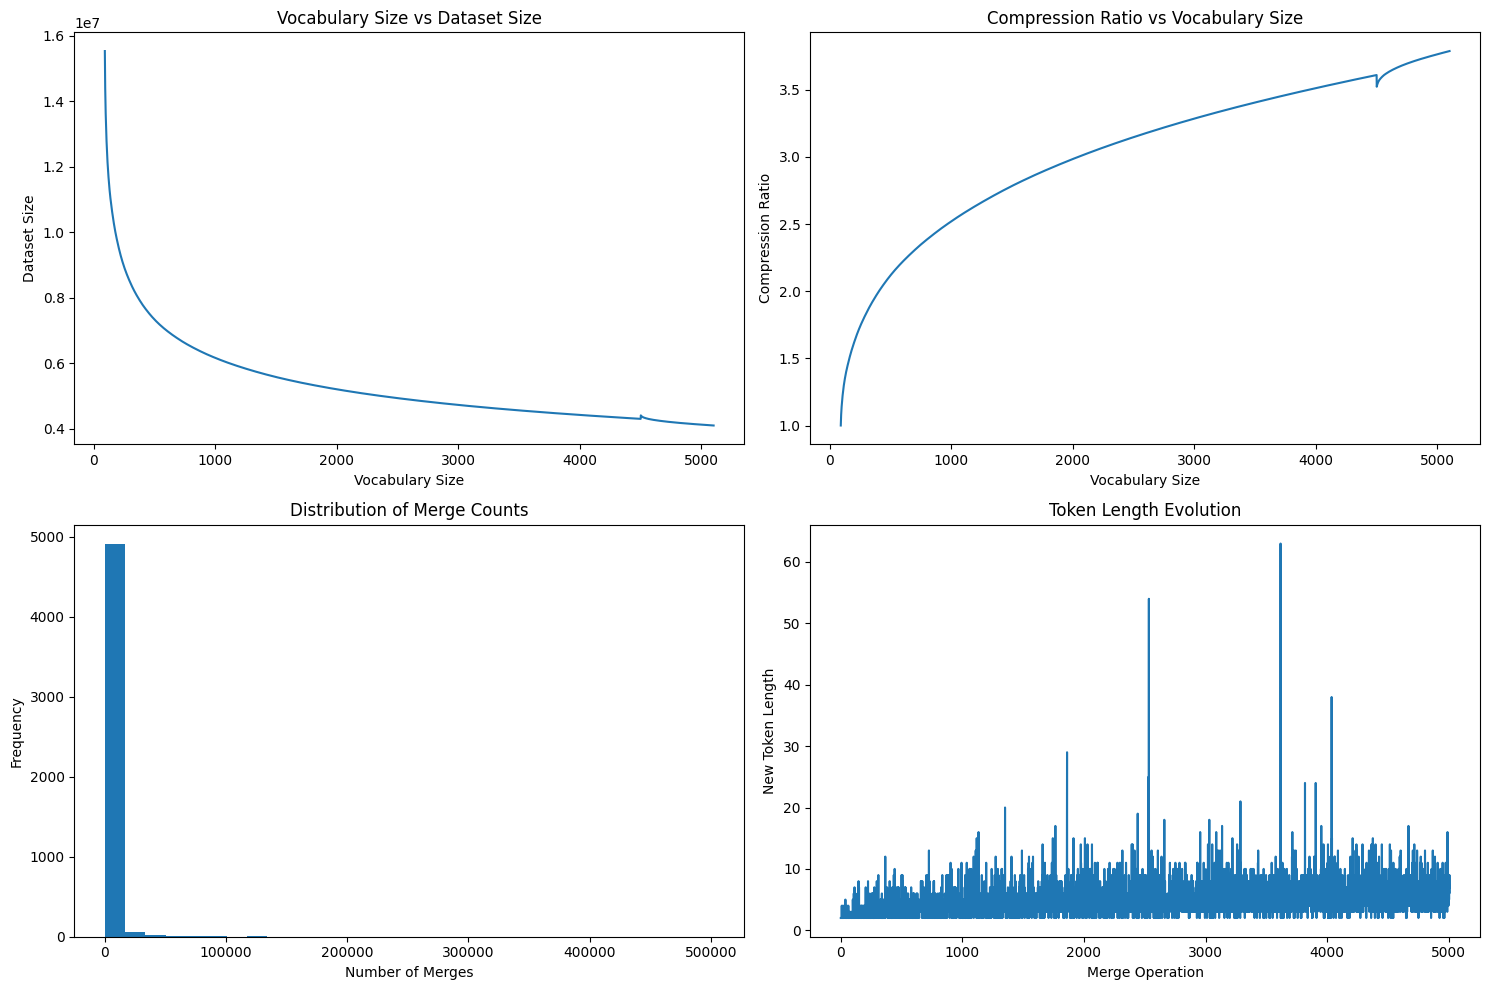 Vocabulary Size vs Dataset Size
1e7
1.6
1.4
1.2
1.0
0.8
0.6
0.4
Dataset Size
0 1000 2000 3000 4000 5000
Vocabulary Size
Compression Ratio vs Vocabulary Size
3.5
3.0
2.5
2.0
1.5
1.0
Compression Ratio
0 1000 2000 3000 4000 5000
Vocabulary Size
Distribution of Merge Counts
5000
4000
3000
2000
1000
0
Frequency
0 100000 200000 300000 400000 500000
Number of Merges
Token Length Evolution
60
50
40
30
20
10
0
New Token Length
0 1000 2000 3000 4000 5000
Merge Operation